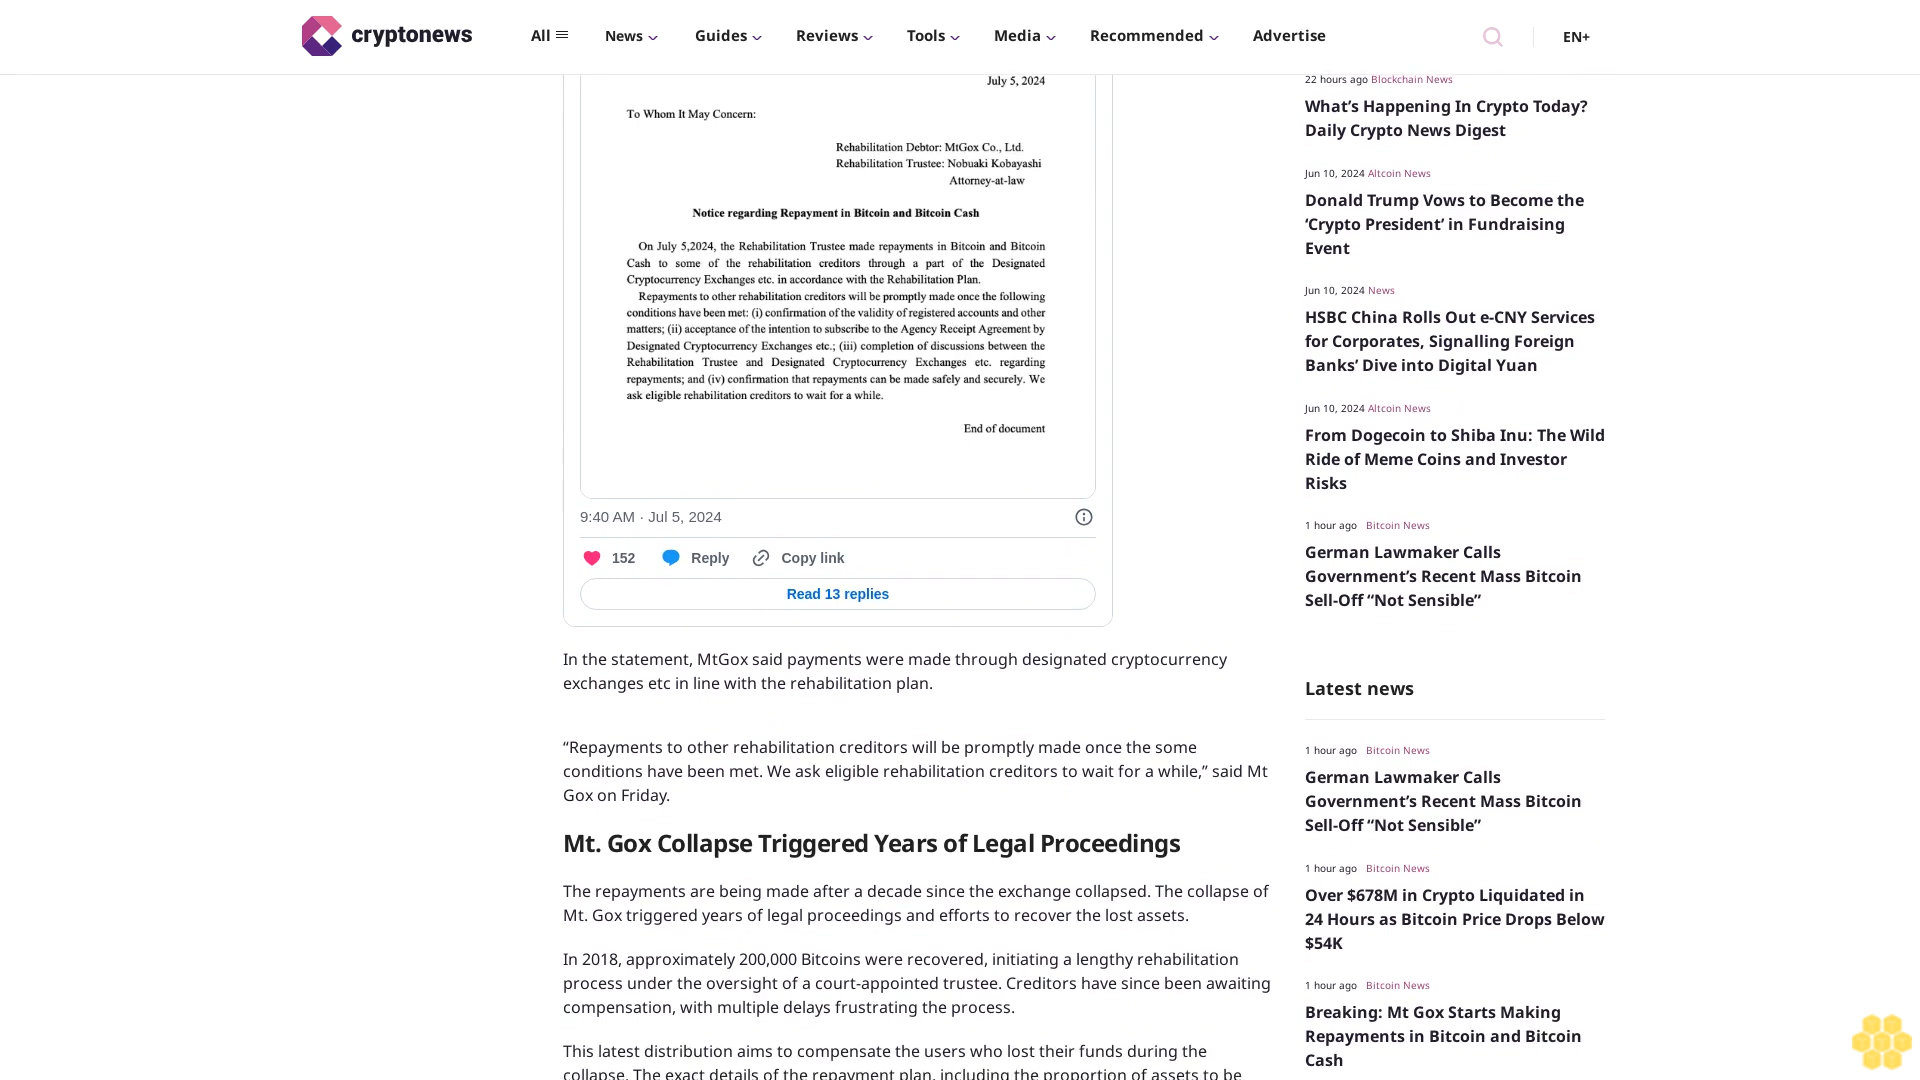 cryptonews
All
News
Guides
Reviews
Tools
Media
Recommended
Advertise
EN+
July 5, 2024
To Whom It May Concern:
Rehabilitation Debtor: MtGox Co., Ltd.
Rehabilitation Trustee: Nobuaki Kobayashi
Attorney-at-law
Notice regarding Repayment in Bitcoin and Bitcoin Cash
On July 5,2024, the Rehabilitation Trustee made repayments in Bitcoin and Bitcoin
Cash to some of the rehabilitation creditors through a part of the Designated
Cryptocurrency Exchanges etc. in accordance with the Rehabilitation Plan.
Repayments to other rehabilitation creditors will be promptly made once the following
conditions have been met: (i) confirmation of the validity of registered accounts and other
matters; (ii) acceptance of the intention to subscribe to the Agency Receipt Agreement by
Designated Cryptocurrency Exchanges etc.; (iii) completion of discussions between the
Rehabilitation Trustee and Designated Cryptocurrency Exchanges etc. regarding
repayments; and (iv) confirmation that repayments can be made safely and securely. We
ask eligible rehabilitation creditors to wait for a while.
End of document
9:40 AM · Jul 5, 2024
152
Reply
Copy link
Read 13 replies
In the statement, MtGox said payments were made through designated cryptocurrency
exchanges etc in line with the rehabilitation plan.
“Repayments to other rehabilitation creditors will be promptly made once the some
conditions have been met. We ask eligible rehabilitation creditors to wait for a while,” said Mt
Gox on Friday.
Mt. Gox Collapse Triggered Years of Legal Proceedings
The repayments are being made after a decade since the exchange collapsed. The collapse of
Mt. Gox triggered years of legal proceedings and efforts to recover the lost assets.
In 2018, approximately 200,000 Bitcoins were recovered, initiating a lengthy rehabilitation
process under the oversight of a court-appointed trustee. Creditors have since been awaiting
compensation, with multiple delays frustrating the process.
This latest distribution aims to compensate the users who lost their funds during the
collapse. The exact details of the repayment plan, including the proportion of assets to be
22 hours ago Blockchain News
What’s Happening In Crypto Today?
Daily Crypto News Digest
Jun 10, 2024 Altcoin News
Donald Trump Vows to Become the
‘Crypto President’ in Fundraising
Event
Jun 10, 2024 News
HSBC China Rolls Out e-CNY Services
for Corporates, Signalling Foreign
Banks’ Dive into Digital Yuan
Jun 10, 2024 Altcoin News
From Dogecoin to Shiba Inu: The Wild
Ride of Meme Coins and Investor
Risks
1 hour ago Bitcoin News
German Lawmaker Calls
Government’s Recent Mass Bitcoin
Sell-Off “Not Sensible”
Latest news
1 hour ago Bitcoin News
German Lawmaker Calls
Government’s Recent Mass Bitcoin
Sell-Off “Not Sensible”
1 hour ago Bitcoin News
Over $678M in Crypto Liquidated in
24 Hours as Bitcoin Price Drops Below
$54K
1 hour ago Bitcoin News
Breaking: Mt Gox Starts Making
Repayments in Bitcoin and Bitcoin
Cash